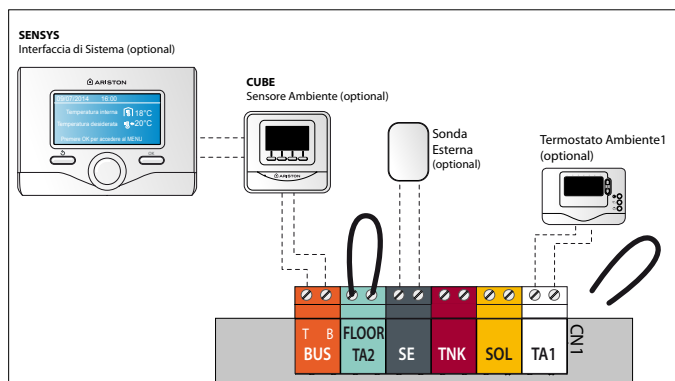 SENSYS
Interfaccia di Sistema (optional)
ARISTON
09/07/2014 16:00
Temperatura interna 18°C
Temperatura desiderata 20°C
Premere OK per accedere al MENU
OK
CUBE
Sensore Ambiente (optional)
ARISTON
Sonda
Esterna
(optional)
Termostato Ambiente1
(optional)
T B
BUS
FLOOR
TA2
SE
TNK
SOL
TA1
CN1